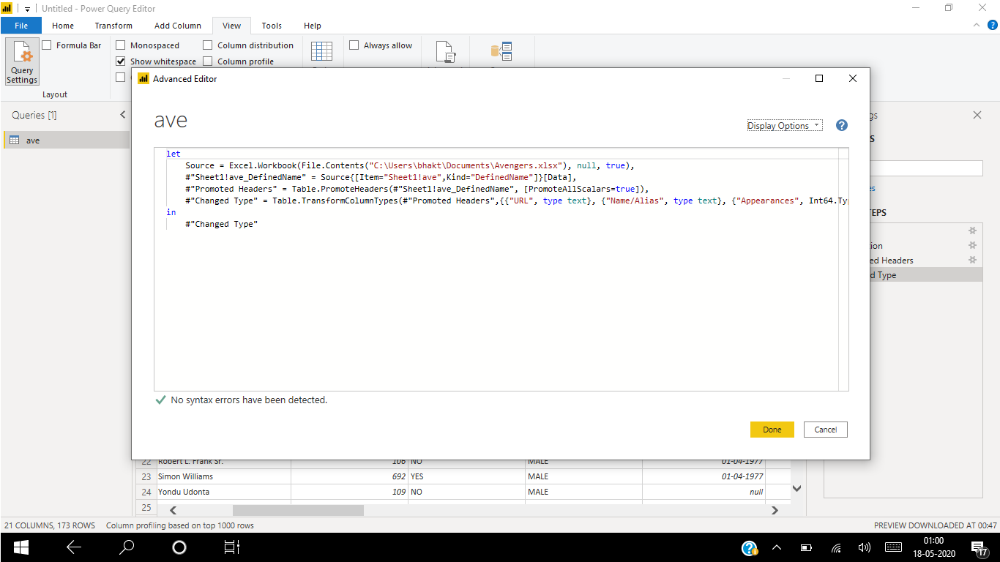 Untitled - Power Query Editor
File Home Transform Add Column View Tools Help
Query Settings
Formula Bar
Monospaced
Show whitespace
Column distribution
Column profile
Always allow
Layout
Queries [1]
ave
Advanced Editor
ave
Display Options
?
let
Source = Excel.Workbook(File.Contents("C:\Users\bhakt\Documents\Avengers.xlsx"), null, true),
#"Sheet1!ave_DefinedName" = Source{[Item="Sheet1!ave",Kind="DefinedName"]}[Data],
#"Promoted Headers" = Table.PromoteHeaders(#"Sheet1!ave_DefinedName", [PromoteAllScalars=true]),
#"Changed Type" = Table.TransformColumnTypes(#"Promoted Headers",{{"URL", type text}, {"Name/Alias", type text}, {"Appearances", Int64.Typ
in
#"Changed Type"
No syntax errors have been detected.
Done Cancel
gs
S
es
TEPS
ion
ed Headers
d Type
22 Robert L. Frank Sr. 106 NO MALE 01-04-1977
23 Simon Williams 692 YES MALE 01-04-1977
24 Yondu Udonta 109 NO MALE null
25
21 COLUMNS, 173 ROWS Column profiling based on top 1000 rows PREVIEW DOWNLOADED AT 00:47
01:00
18-05-2020
17